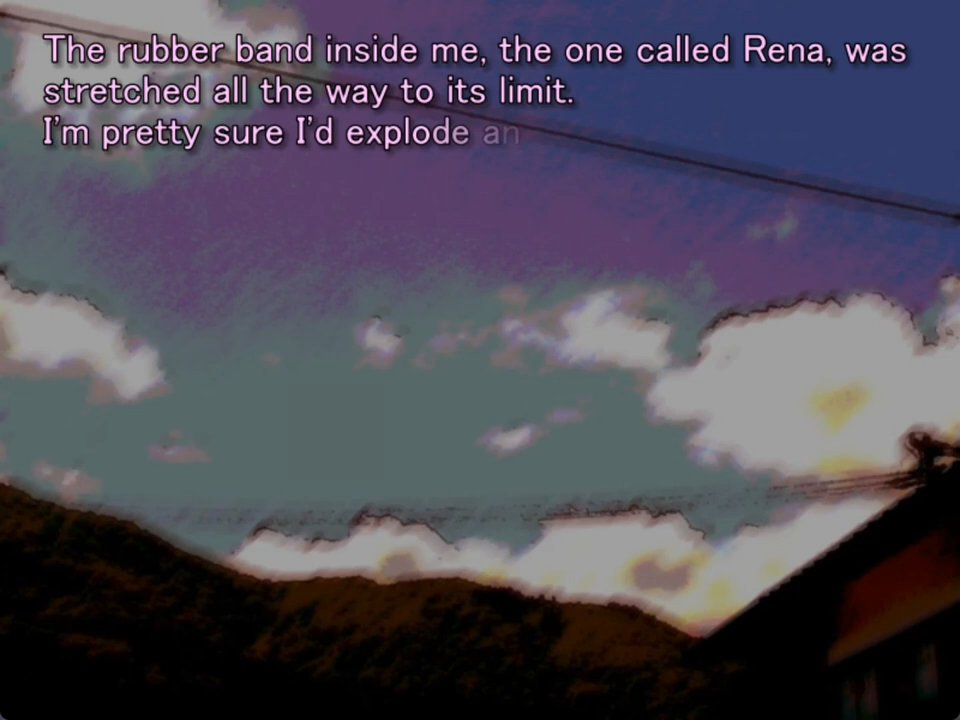 The rubber band inside me, the one called Rena, was
stretched all the way to its limit.
I'm pretty sure I'd explode an